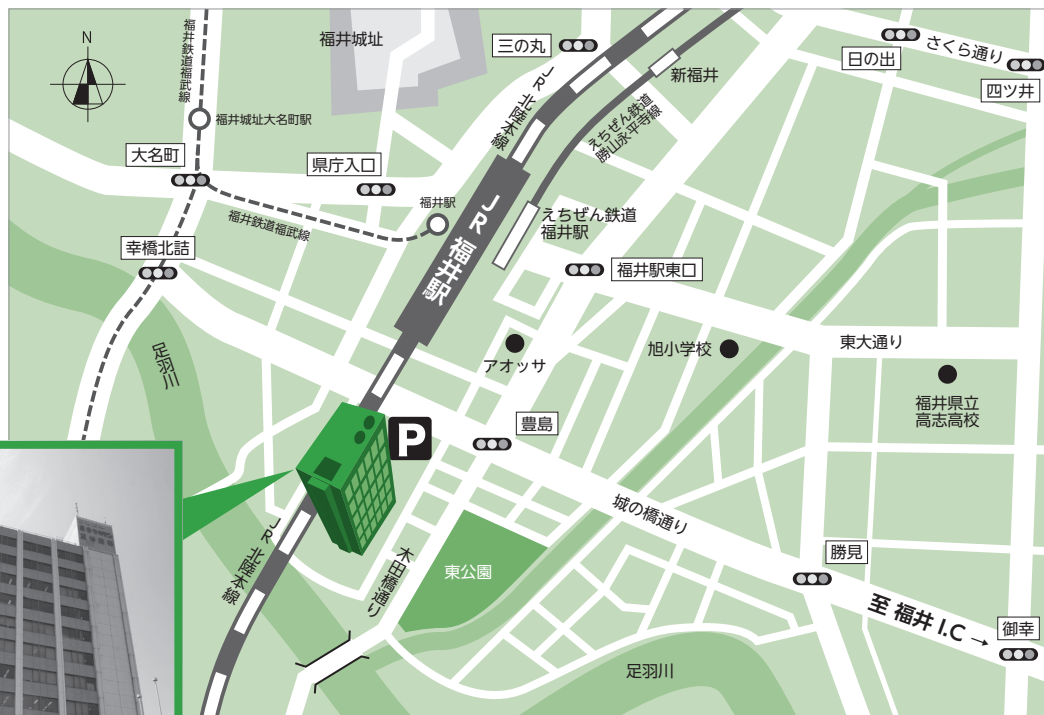 N
福井鉄道福武線
福井城址
三の丸
日の出
さくら通り
四ツ井
新福井
JR 北陸本線
えちぜん鉄道
勝山永平寺線
福井城址大名町駅
大名町
県庁入口
福井駅
福井鉄道福武線
JR 福井駅
えちぜん鉄道
福井駅
幸橋北詰
福井駅東口
足羽川
アオッサ
旭小学校
東大通り
福井県立
高志高校
P
豊島
城の橋通り
勝見
JR 北陸本線
木田橋通り
東公園
至 福井 I.C →
御幸
足羽川